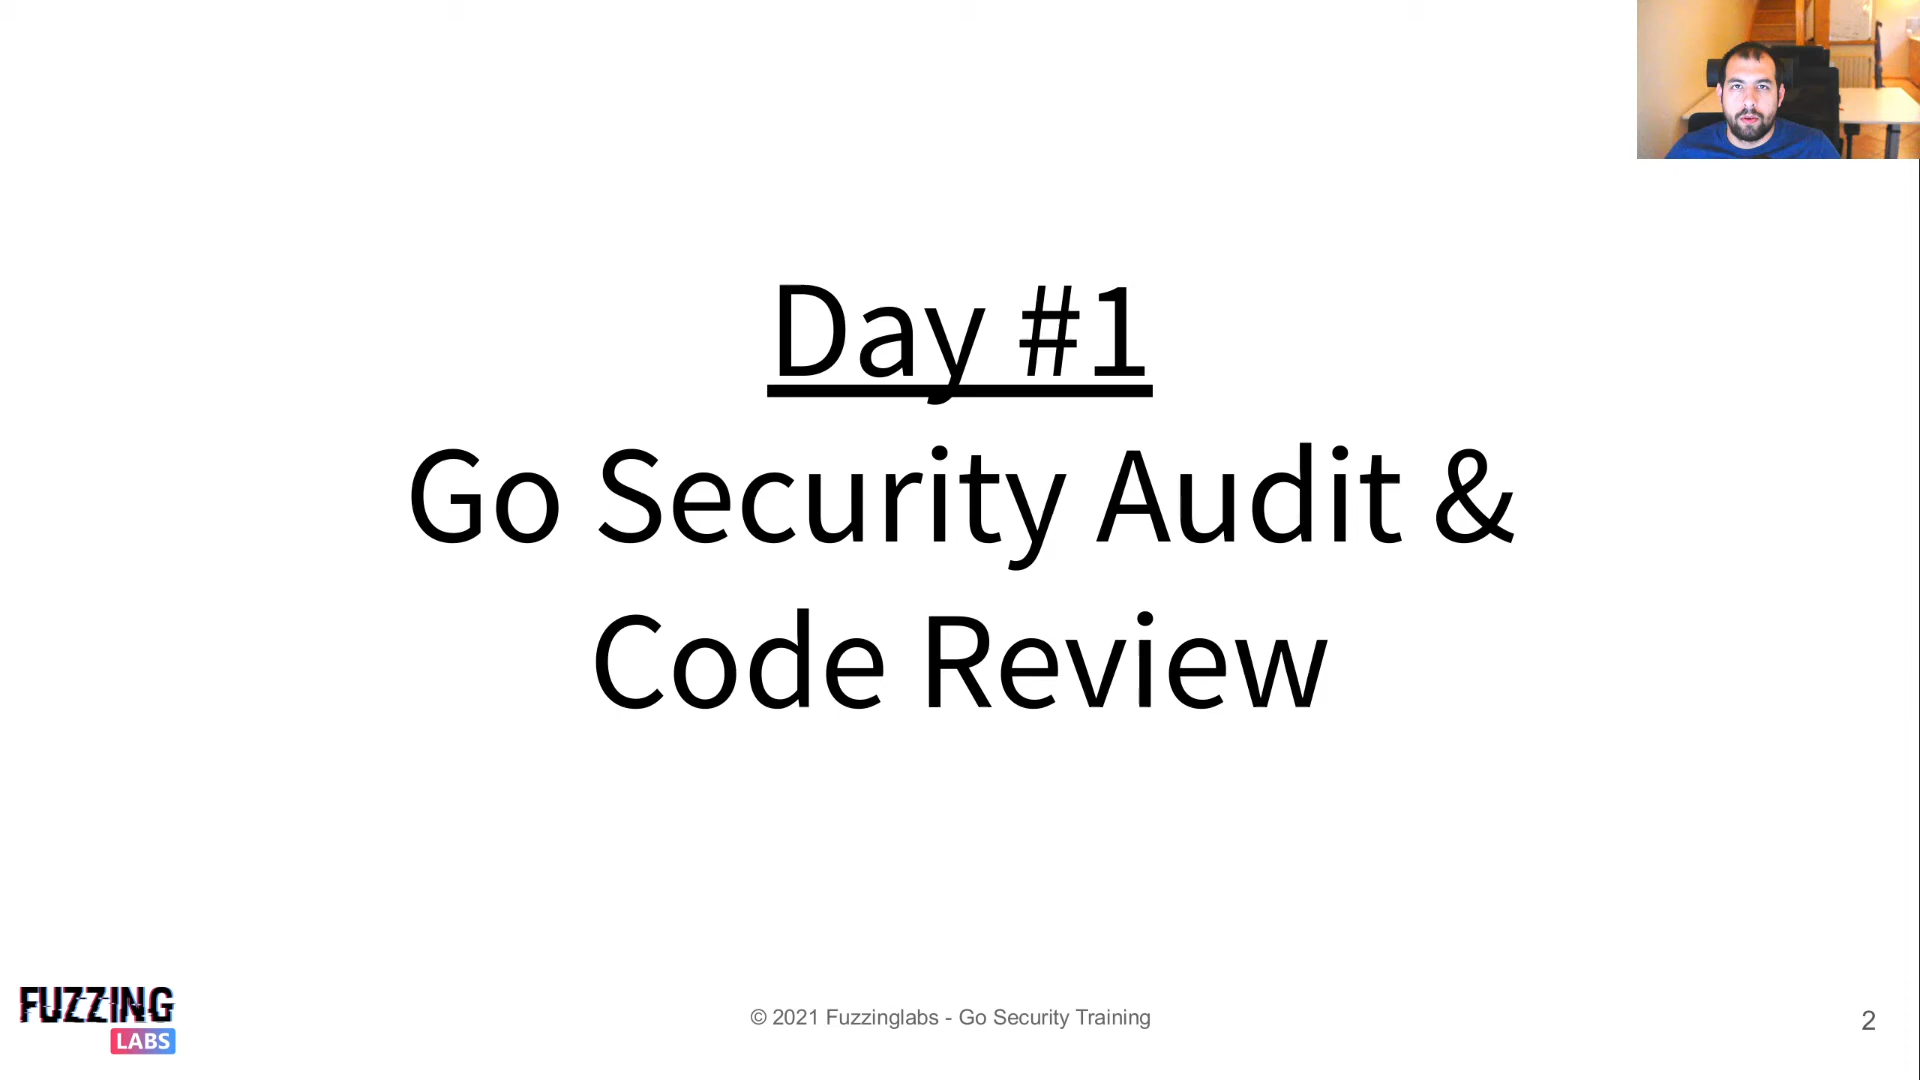 Day #1
Go Security Audit &
Code Review
FUZZING
LABS
© 2021 Fuzzinglabs - Go Security Training
2